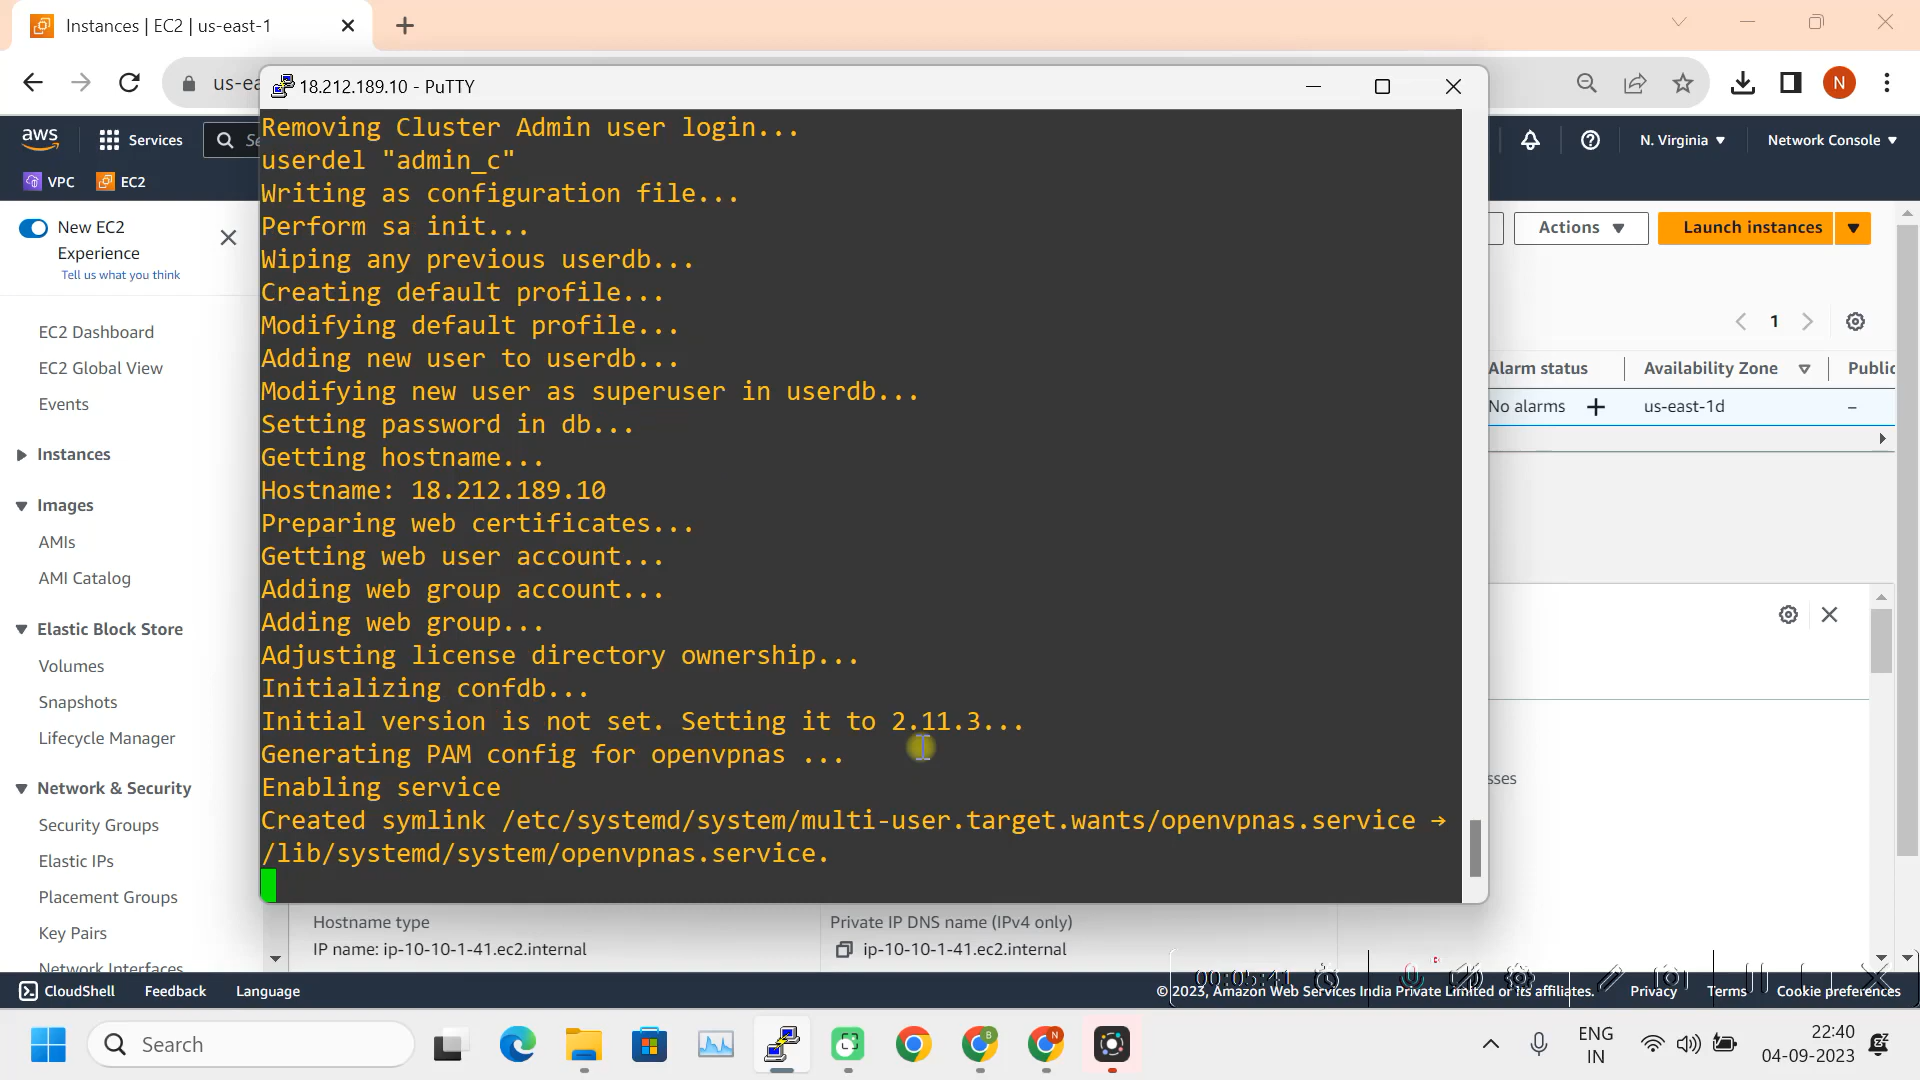 Instances | EC2 | us-east-1
us-ea
N
18.212.189.10 - PuTTY
aws
Services
Se
N. Virginia
Network Console
VPC
EC2
New EC2
Experience
Tell us what you think
EC2 Dashboard
EC2 Global View
Events
Instances
Images
AMIs
AMI Catalog
Elastic Block Store
Volumes
Snapshots
Lifecycle Manager
Network & Security
Security Groups
Elastic IPs
Placement Groups
Key Pairs
Network Interfaces
Removing Cluster Admin user login...
userdel "admin_c"
Writing as configuration file...
Perform sa init...
Wiping any previous userdb...
Creating default profile...
Modifying default profile...
Adding new user to userdb...
Modifying new user as superuser in userdb...
Setting password in db...
Getting hostname...
Hostname: 18.212.189.10
Preparing web certificates...
Getting web user account...
Adding web group account...
Adding web group...
Adjusting license directory ownership...
Initializing confdb...
Initial version is not set. Setting it to 2.11.3...
Generating PAM config for openvpnas ...
Enabling service
Created symlink /etc/systemd/system/multi-user.target.wants/openvpnas.service →
/lib/systemd/system/openvpnas.service.
Actions
Launch instances
1
Alarm status
Availability Zone
Public
No alarms
us-east-1d
–
sses
Hostname type
Private IP DNS name (IPv4 only)
IP name: ip-10-10-1-41.ec2.internal
ip-10-10-1-41.ec2.internal
00:05:41
CloudShell
Feedback
Language
© 2023, Amazon Web Services India Private Limited or its affiliates.
Privacy
Terms
Cookie preferences
Search
B
N
ENG
IN
22:40
04-09-2023